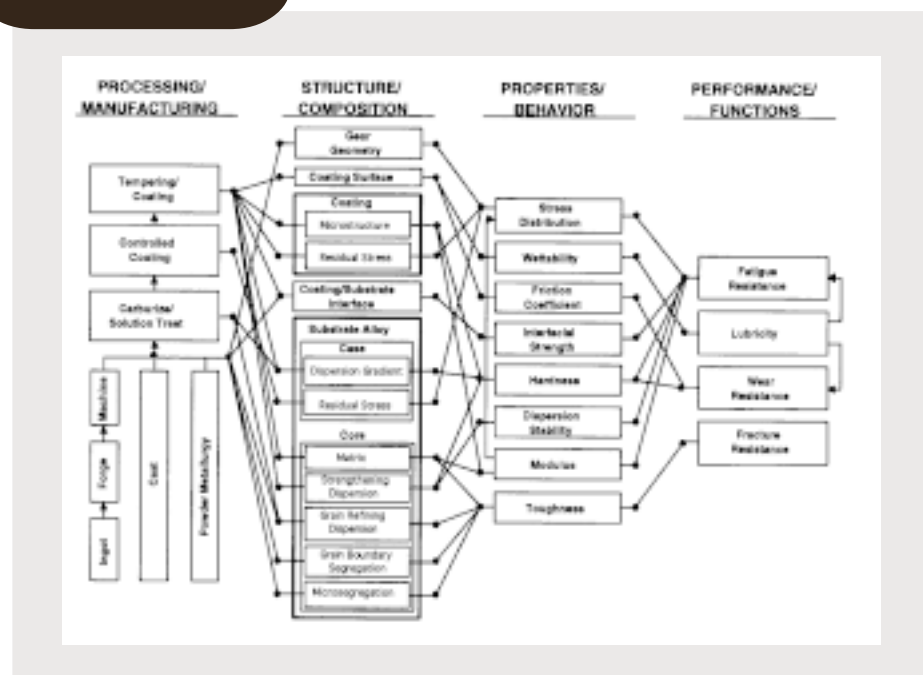 PROCESSING/
MANUFACTURING
STRUCTURE/
COMPOSITION
PROPERTIES/
BEHAVIOR
PERFORMANCE/
FUNCTIONS
Tempering/
Coating
Controlled
Cooling
Carburize/
Solution Treat
Machine
Forge
Ingot
Cast
Powder Metallurgy
Gear
Geometry
Coating Surface
Coating
Microstructure
Residual Stress
Coating/Substrate
Interface
Substrate Alloy
Case
Dispersion Gradient
Residual Stress
Core
Matrix
Strengthening
Dispersion
Grain Refining
Dispersion
Grain Boundary
Segregation
Microsegregation
Stress
Distribution
Wettability
Friction
Coefficient
Interfacial
Strength
Hardness
Dispersion
Stability
Modulus
Toughness
Fatigue
Resistance
Lubricity
Wear
Resistance
Fracture
Resistance